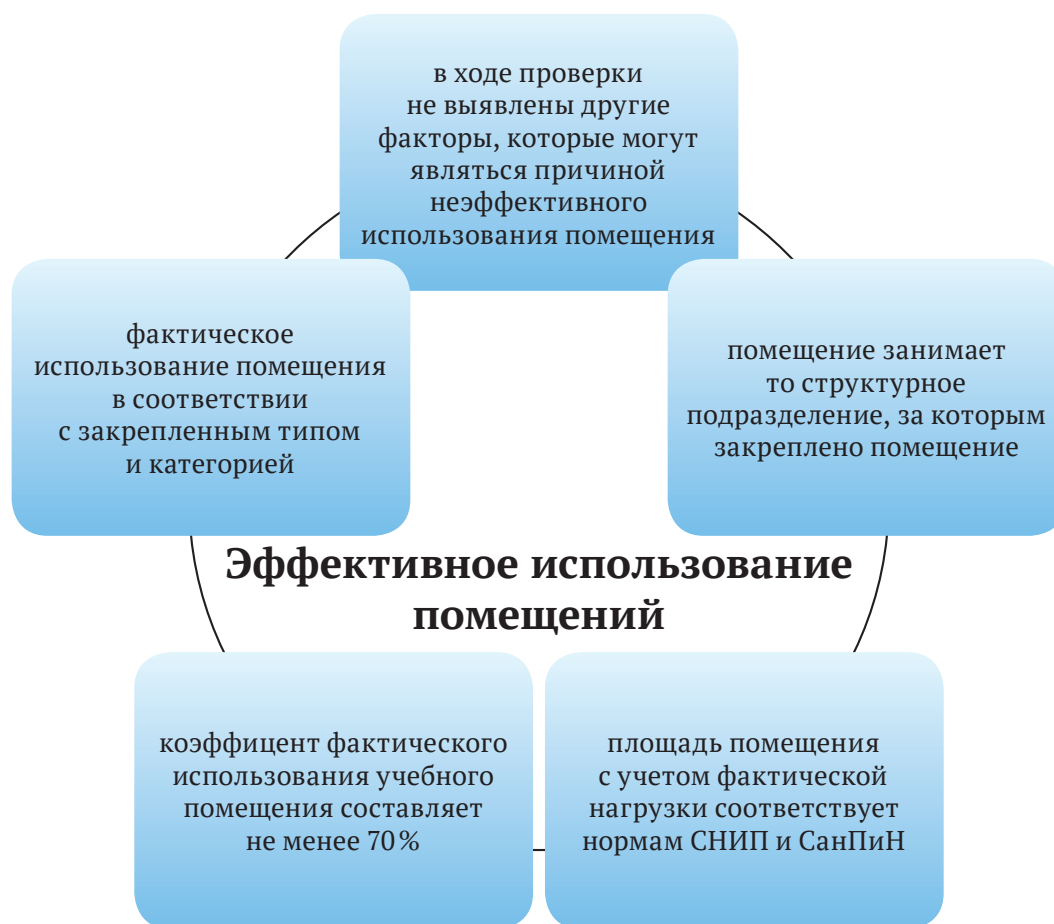 в ходе проверки
не выявлены другие
факторы, которые могут
являться причиной
неэффективного
использования помещения
фактическое
использование помещения
в соответствии
с закрепленным типом
и категорией
помещение занимает
то структурное
подразделение, за которым
закреплено помещение
Эффективное использование
помещений
коэффицент фактического
использования учебного
помещения составляет
не менее 70 %
площадь помещения
с учетом фактической
нагрузки соответствует
нормам СНИП и СанПиН